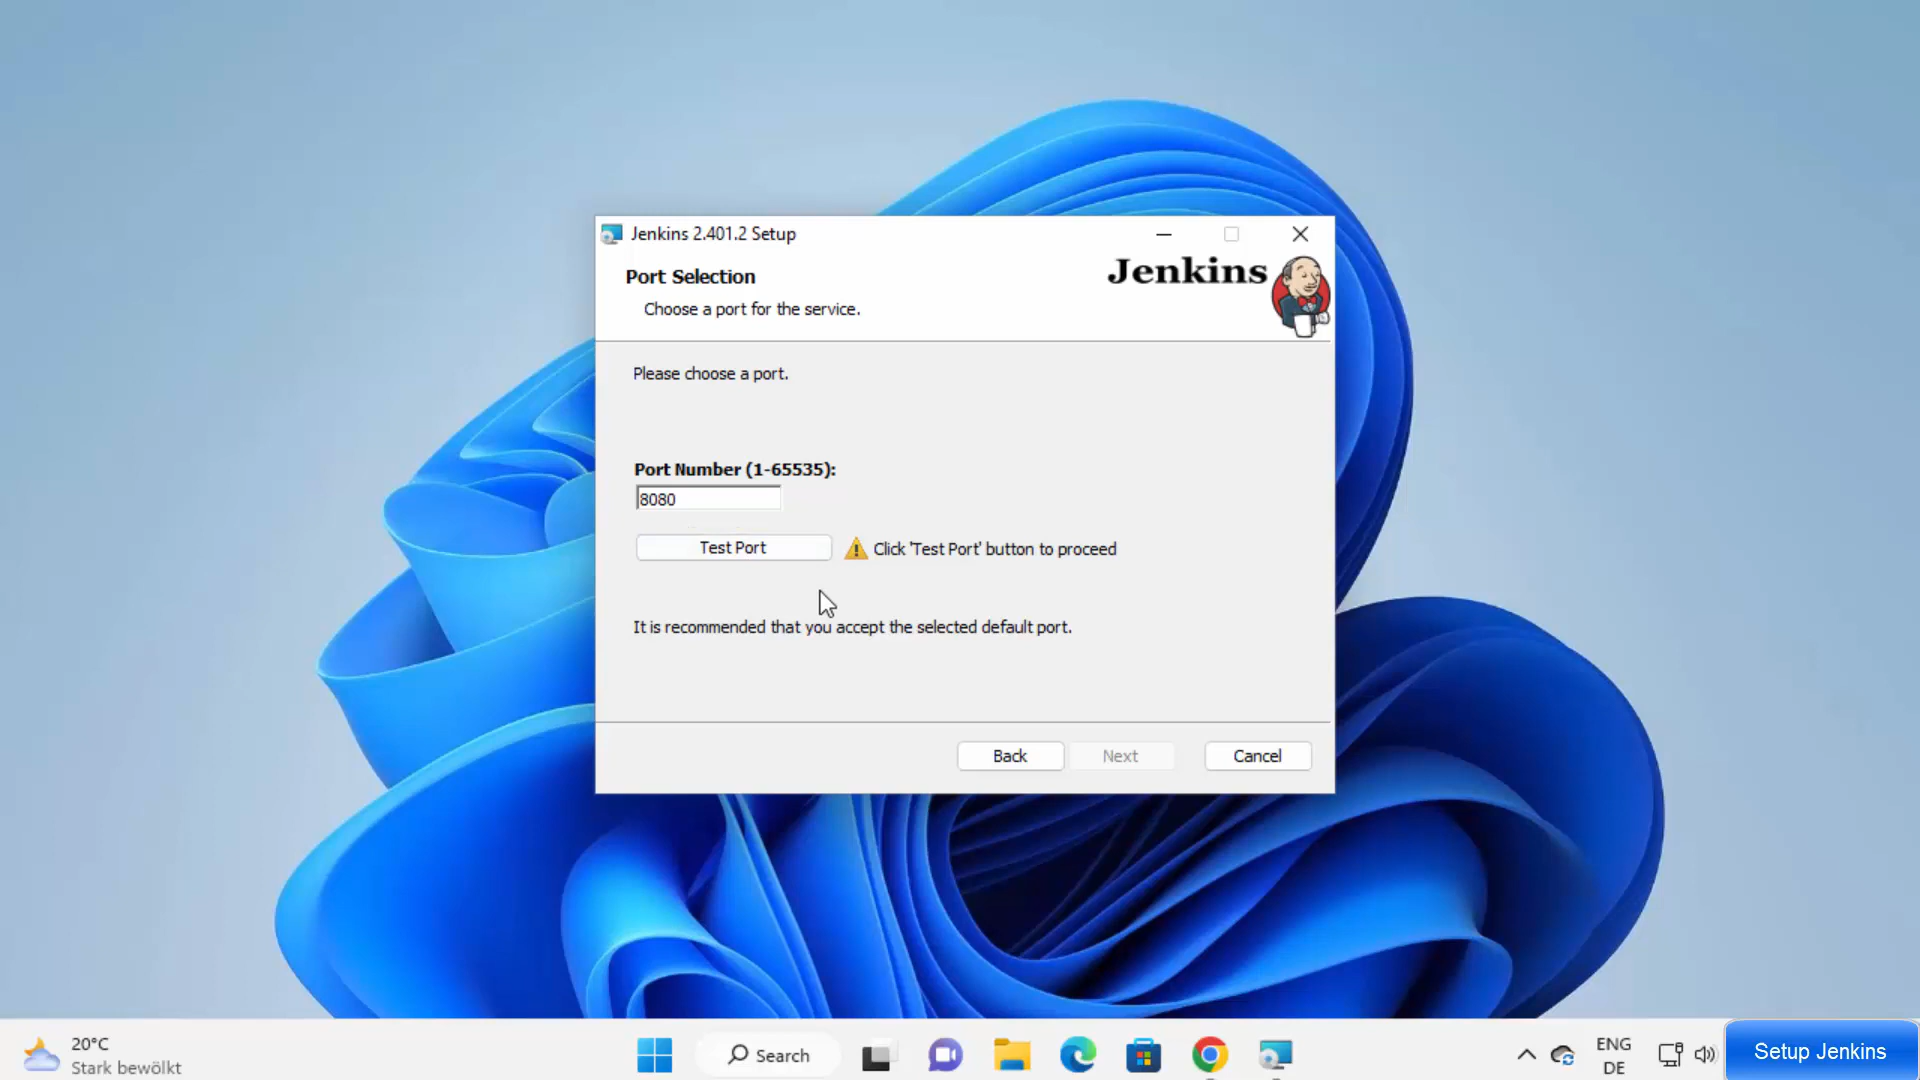 Jenkins 2.401.2 Setup
Port Selection
Choose a port for the service.
Jenkins
Please choose a port.
Port Number (1-65535):
8080
Test Port
Click 'Test Port' button to proceed
It is recommended that you accept the selected default port.
Back
Next
Cancel
20°C
Stark bewölkt
Search
ENG
DE
Setup Jenkins